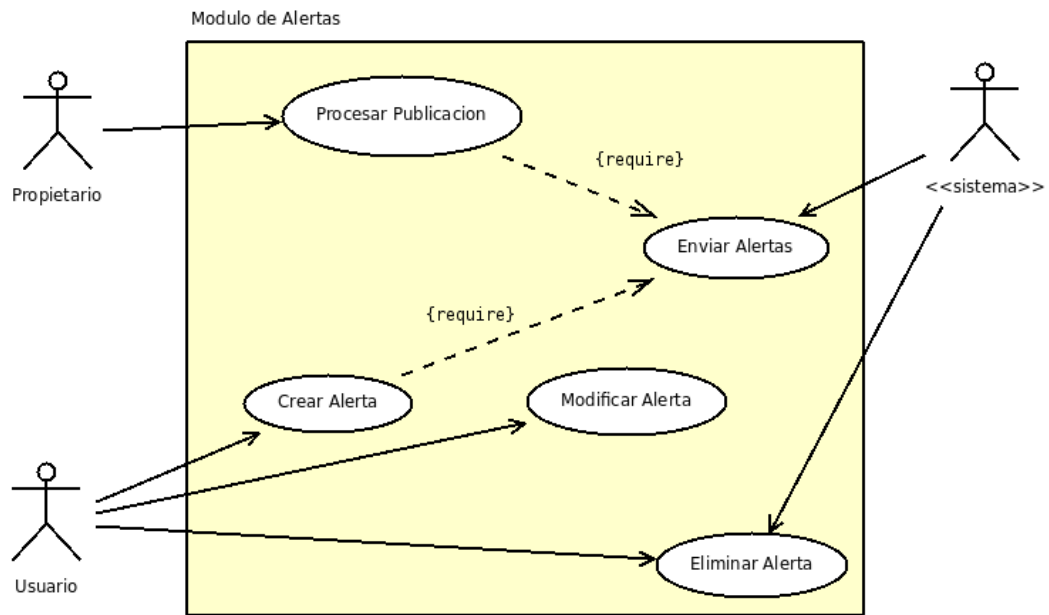 Modulo de Alertas
Procesar Publicacion
{require}
Propietario
<<sistema>>
Enviar Alertas
{require}
Crear Alerta
Modificar Alerta
Eliminar Alerta
Usuario